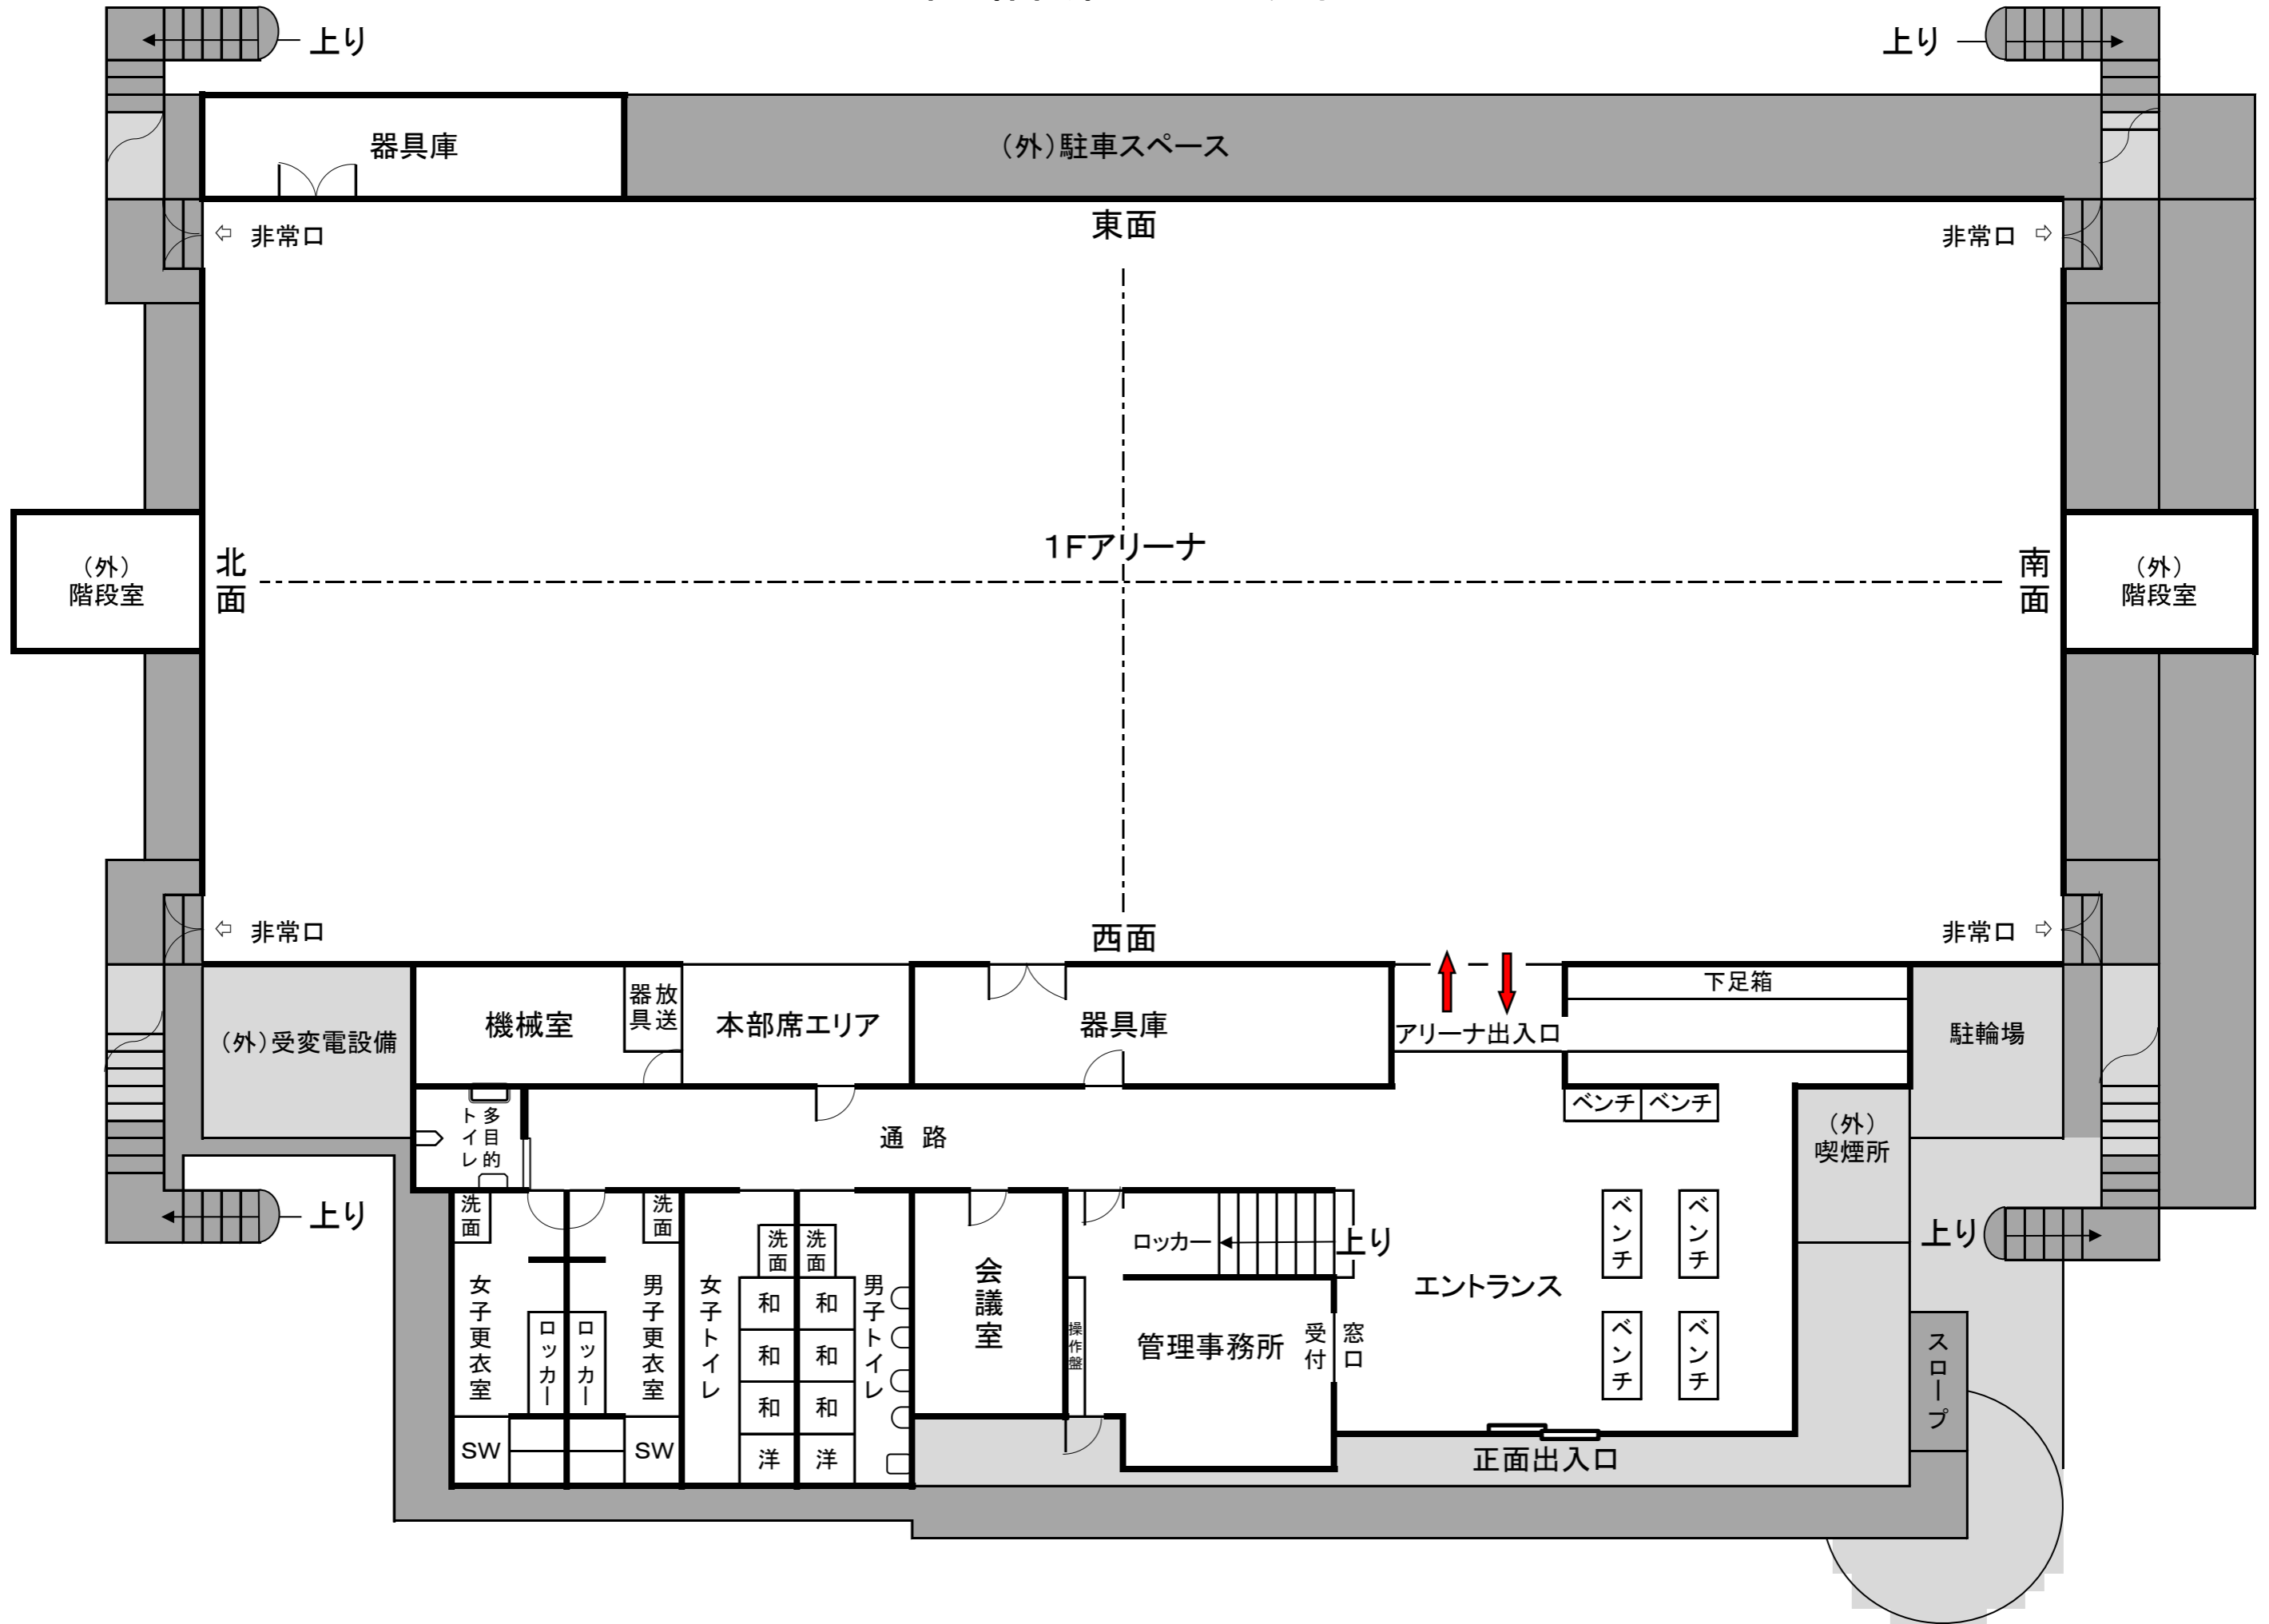 上り
上り
器具庫
（外）駐車スペース
東面
非常口
非常口
1Fアリーナ
（外）
階段室
北面
南面
（外）
階段室
非常口
西面
非常口
（外）受変電設備
機械室
放送
器具
本部席エリア
器具庫
アリーナ出入口
下足箱
駐輪場
多目的
トイレ
通 路
ベンチ
ベンチ
（外）
喫煙所
上り
洗面
洗面
洗面
洗面
女子更衣室
ロッカー
ロッカー
男子更衣室
女子トイレ
和
和
和
和
和
和
洋
洋
男子トイレ
SW
SW
会議室
操作盤
ロッカー
上り
管理事務所
受付
窓口
エントランス
ベンチ
ベンチ
ベンチ
ベンチ
上り
スロープ
正面出入口